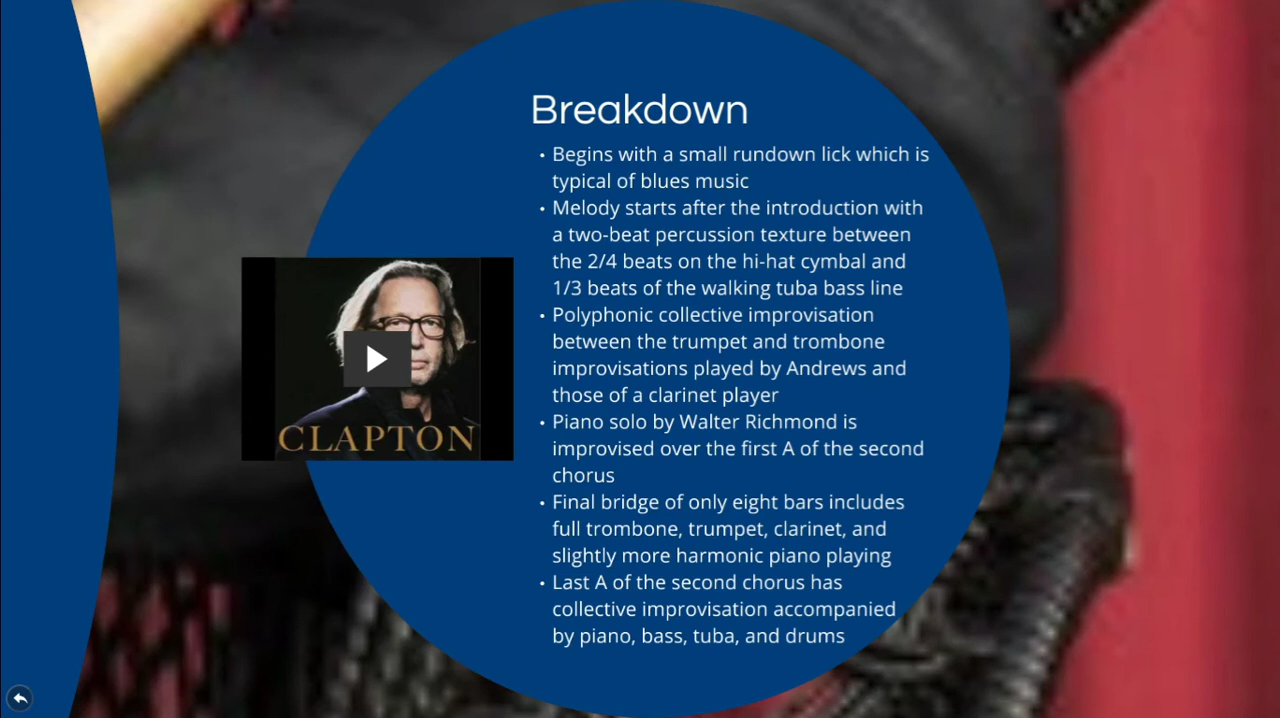 Breakdown
• Begins with a small rundown lick which is
typical of blues music
• Melody starts after the introduction with
a two-beat percussion texture between
the 2/4 beats on the hi-hat cymbal and
1/3 beats of the walking tuba bass line
• Polyphonic collective improvisation
between the trumpet and trombone
improvisations played by Andrews and
those of a clarinet player
• Piano solo by Walter Richmond is
improvised over the first A of the second
chorus
• Final bridge of only eight bars includes
full trombone, trumpet, clarinet, and
slightly more harmonic piano playing
• Last A of the second chorus has
collective improvisation accompanied
by piano, bass, tuba, and drums
CLAPTON